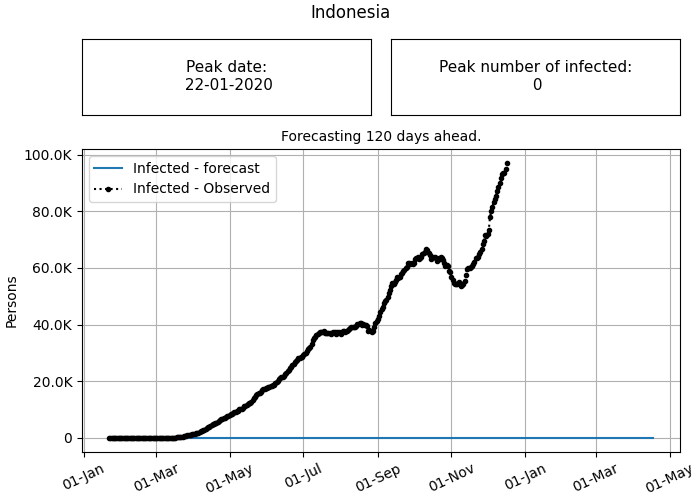 Indonesia
Peak date:
22-01-2020
Peak number of infected:
0
Forecasting 120 days ahead.
Infected - forecast
Infected - Observed
100.0K
80.0K
60.0K
40.0K
20.0K
0
Persons
01-Jan
01-Mar
01-May
01-Jul
01-Sep
01-Nov
01-Jan
01-Mar
01-May